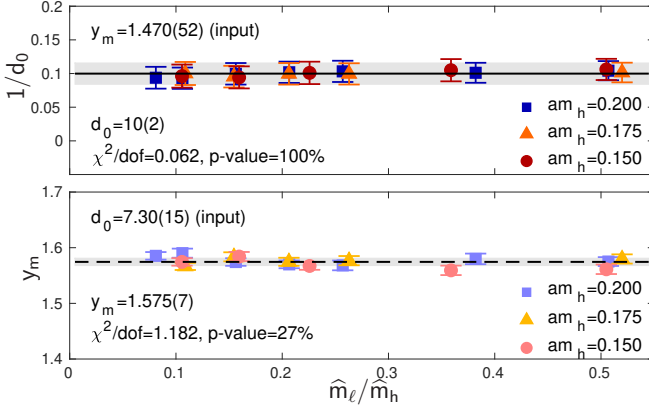 y_m=1.470(52) (input)
0.2
0.1
0
1/d_0
d_0=10(2)
χ^2/dof=0.062, p-value=100%
am_h=0.200
am_h=0.175
am_h=0.150
d_0=7.30(15) (input)
1.7
1.6
1.5
1.4
y_m
y_m=1.575(7)
χ^2/dof=1.182, p-value=27%
am_h=0.200
am_h=0.175
am_h=0.150
0 0.1 0.2 0.3 0.4 0.5
m̂_ℓ/m̂_h